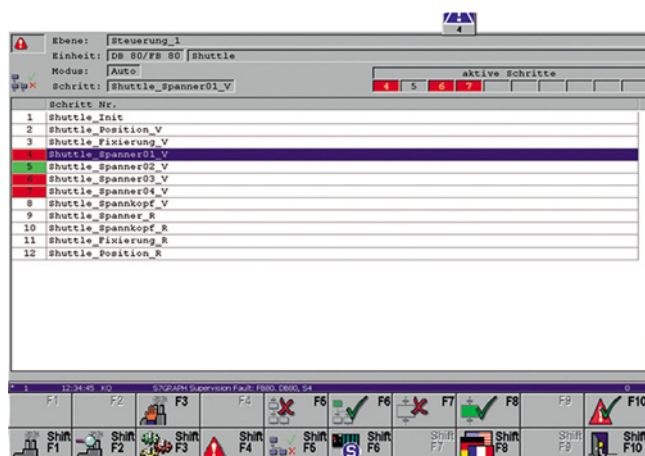 4
Ebene: Steuerung_1
Einheit: DB 80/FB 80 Shuttle
Modus: Auto
aktive Schritte
Schritt: Shuttle_Spanner01_V 4 5 6 7
Schritt Nr.
1 Shuttle_Init
2 Shuttle_Position_V
3 Shuttle_Fixierung_V
4 Shuttle_Spanner01_V
5 Shuttle_Spanner02_V
6 Shuttle_Spanner03_V
7 Shuttle_Spanner04_V
8 Shuttle_Spannkopf_V
9 Shuttle_Spanner_R
10 Shuttle_Spannkopf_R
11 Shuttle_Fixierung_R
12 Shuttle_Position_R
* 1 12:34:45 KQ S7GRAPH Supervision Fault: FB80, DB80, S4 0
F1 F2 F3 F4 F5 F6 F7 F8 F9 F10
Shift F1 Shift F2 Shift F3 Shift F4 Shift F5 S Shift F6 Shift F7 Shift F8 Shift F9 Shift F10